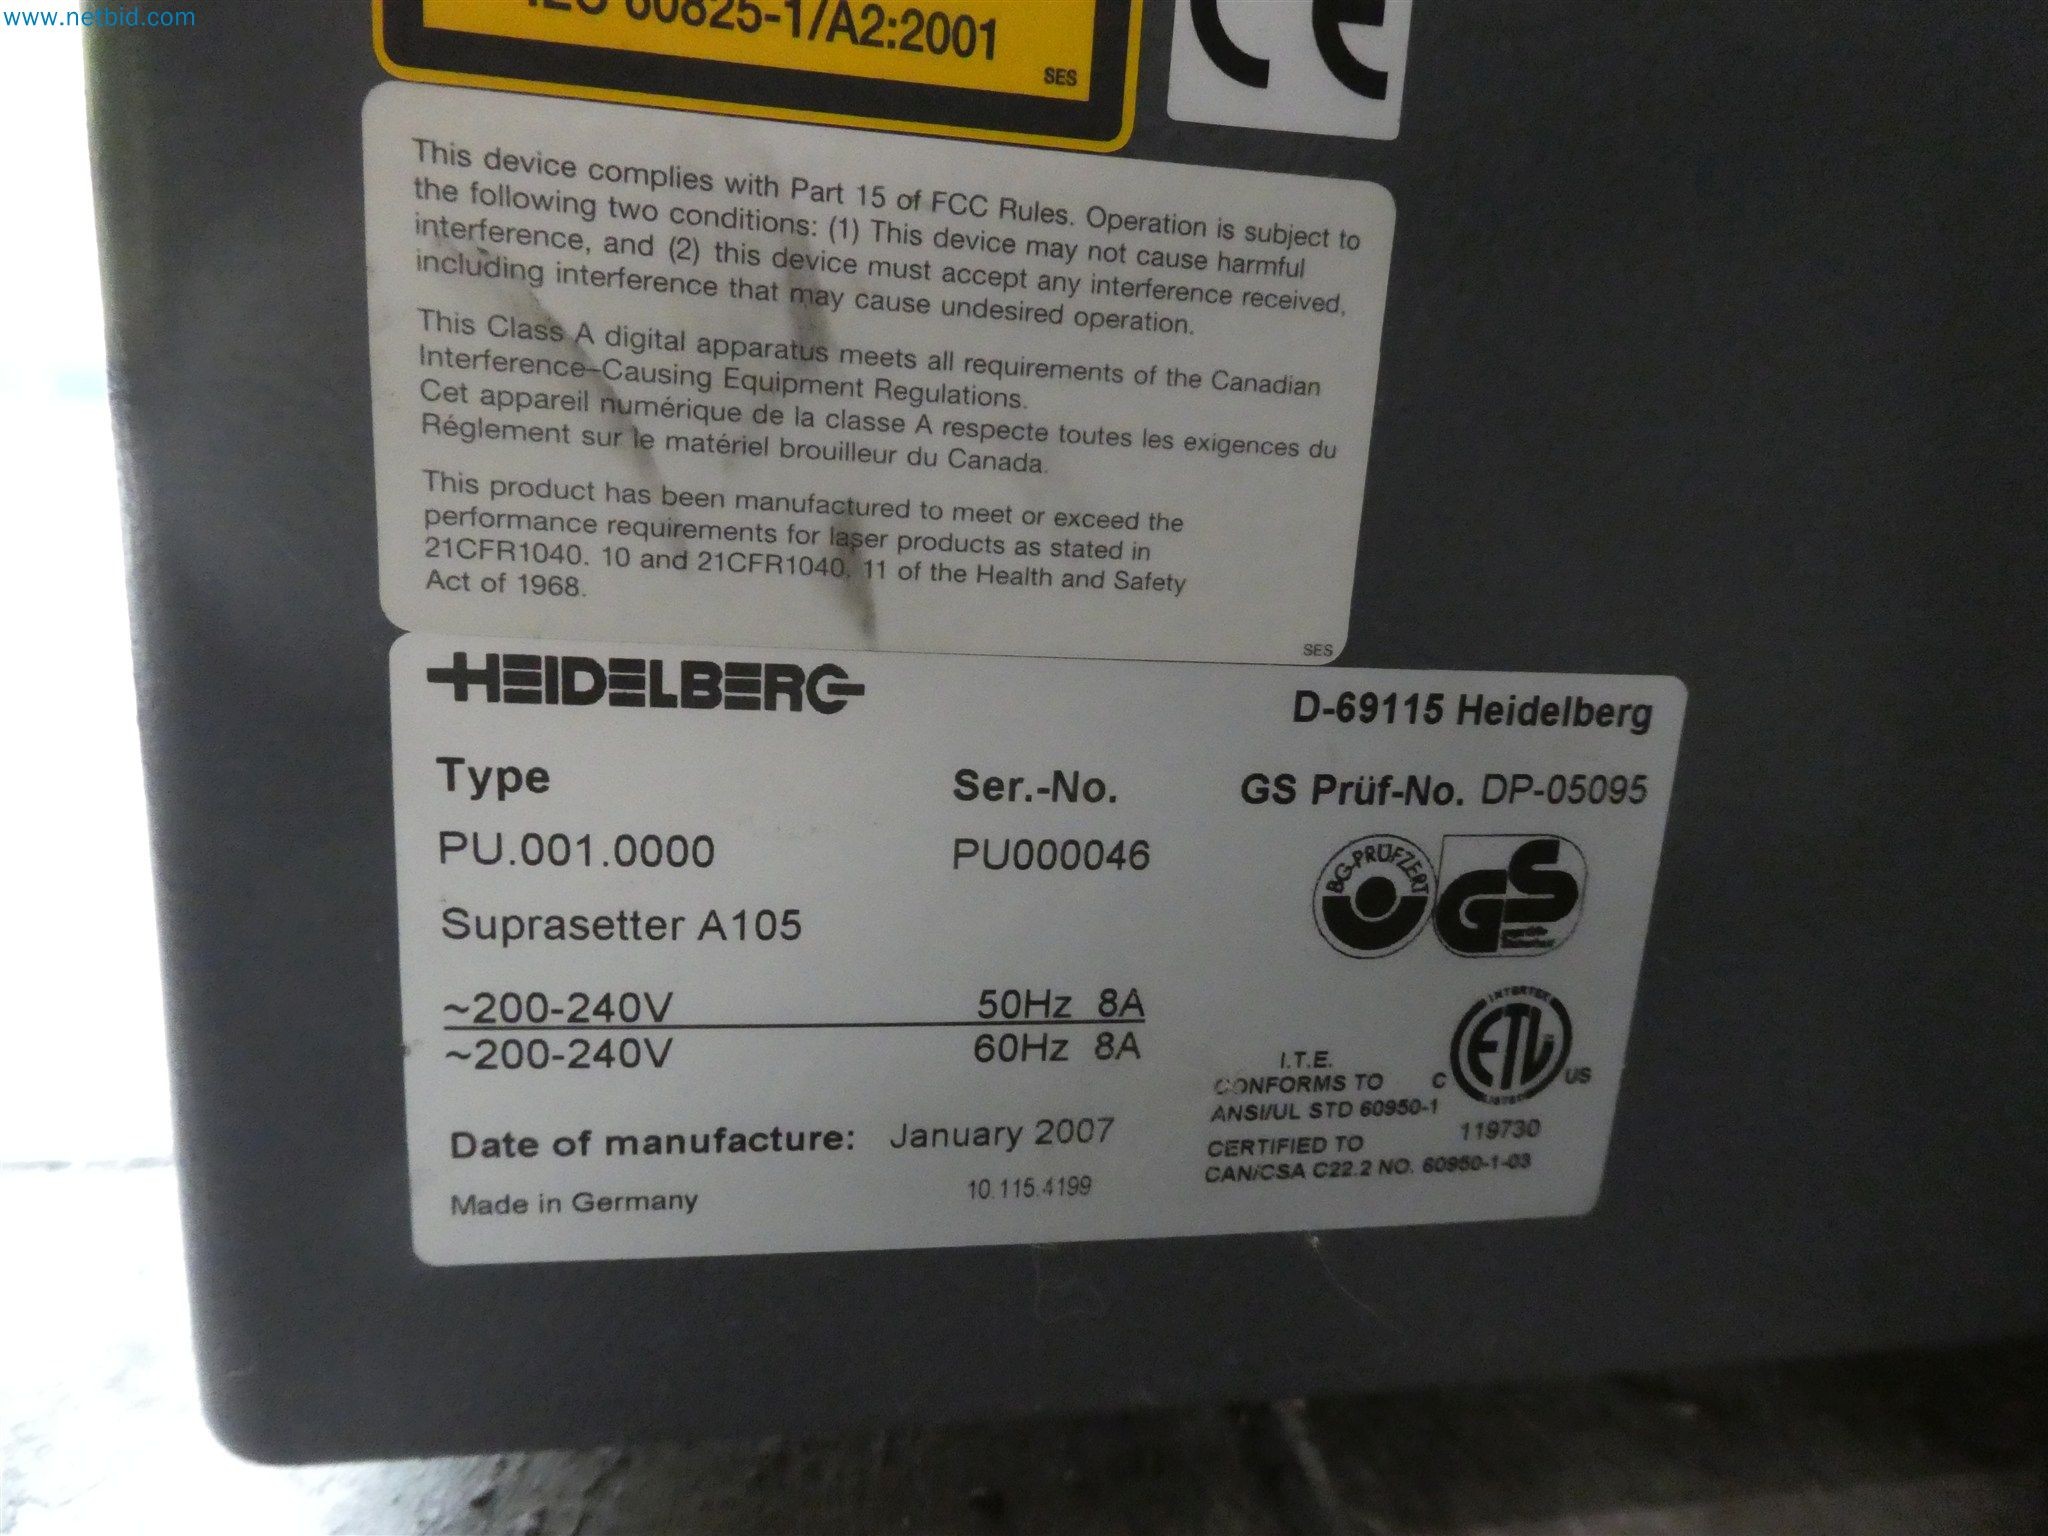 www.netbid.com
60825-1/A2:2001
SES
CE
This device complies with Part 15 of FCC Rules. Operation is subject to
the following two conditions: (1) This device may not cause harmful
interference, and (2) this device must accept any interference received,
including interference that may cause undesired operation.
This Class A digital apparatus meets all requirements of the Canadian
Interference–Causing Equipment Regulations.
Cet appareil numérique de la classe A respecte toutes les exigences du
Réglement sur le matériel brouilleur du Canada.
This product has been manufactured to meet or exceed the
performance requirements for laser products as stated in
21CFR1040. 10 and 21CFR1040. 11 of the Health and Safety
Act of 1968.
SES
HEIDELBERG
D-69115 Heidelberg
Type
Ser.-No.
GS Prüf-No. DP-05095
PU.001.0000
PU000046
BG-PRÜFZERT
GS
geprüfte
Sicherheit
Suprasetter A105
~200-240V 50Hz 8A
~200-240V 60Hz 8A
INTERTEK
ETL
LISTED
C US
I.T.E.
CONFORMS TO
ANSI/UL STD 60950-1
119730
CERTIFIED TO
CAN/CSA C22.2 NO. 60950-1-03
Date of manufacture: January 2007
Made in Germany
10.115.4199